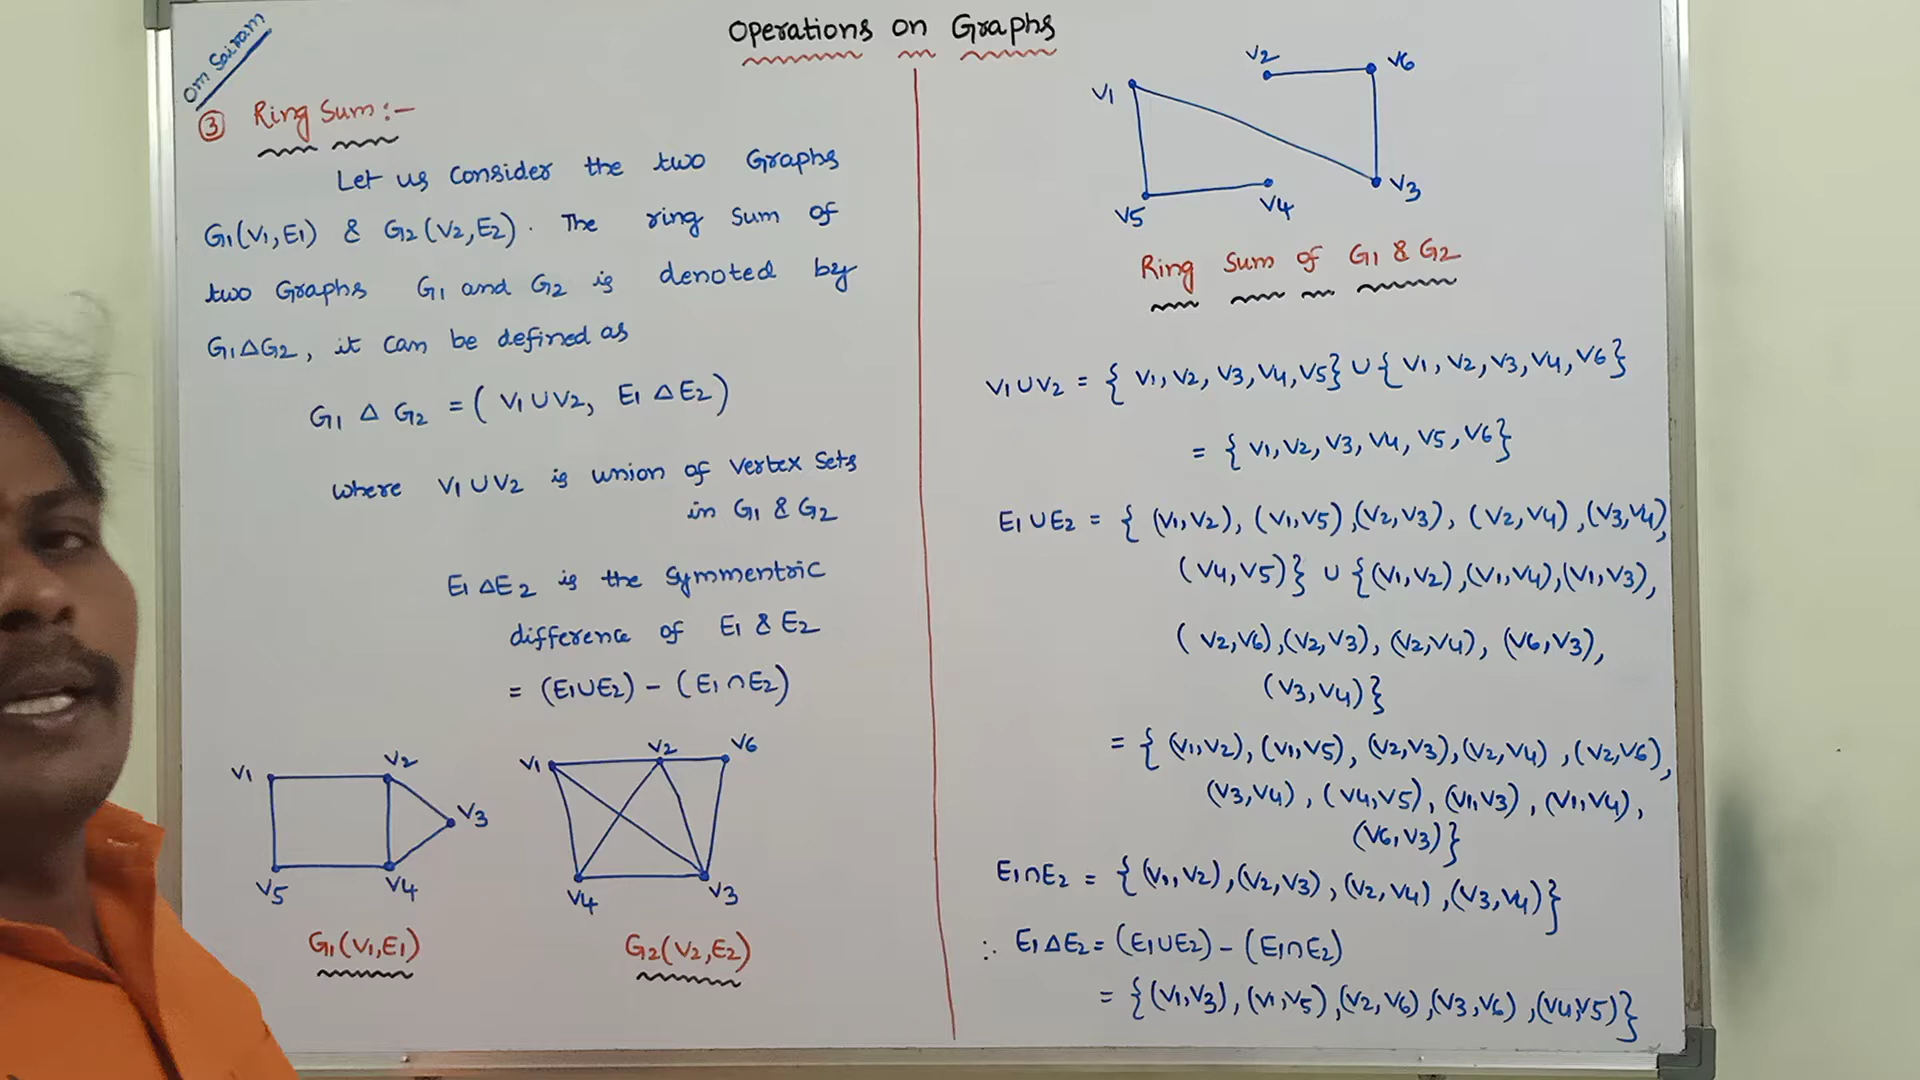 Operations on Graphs
Om Sairam
③ Ring Sum:-
Let us consider the two Graphs
G1(V1,E1) & G2(V2,E2). The ring sum of
two Graphs G1 and G2 is denoted by
G1△G2, it can be defined as
G1 △ G2 = ( V1∪V2, E1 △ E2)
where V1∪V2 is union of vertex sets
in G1 & G2
E1△E2 is the symmentric
difference of E1 & E2
= (E1∪E2) - (E1∩E2)
V1 V2 V3 V4 V5
G1(V1,E1)
V1 V2 V6 V4 V3
G2(V2,E2)
V1 V2 V6 V5 V4 V3
Ring Sum of G1 & G2
V1∪V2 = { V1,V2,V3,V4,V5} ∪ { V1,V2,V3,V4,V6}
= { V1,V2,V3,V4,V5,V6}
E1∪E2 = { (V1,V2), (V1,V5),(V2,V3), (V2,V4),(V3,V4),
(V4,V5)} ∪ {(V1,V2),(V1,V4),(V1,V3),
(V2,V6),(V2,V3), (V2,V4), (V6,V3),
(V3,V4)}
= { (V1,V2),(V1,V5),(V2,V3),(V2,V4),(V2,V6),
(V3,V4),(V4,V5),(V1,V3),(V1,V4),
(V6,V3)}
E1∩E2 = { (V1,V2),(V2,V3),(V2,V4),(V3,V4)}
∴ E1△E2 = (E1∪E2) - (E1∩E2)
= {(V1,V3),(V1,V5),(V2,V6),(V3,V6),(V4,V5)}